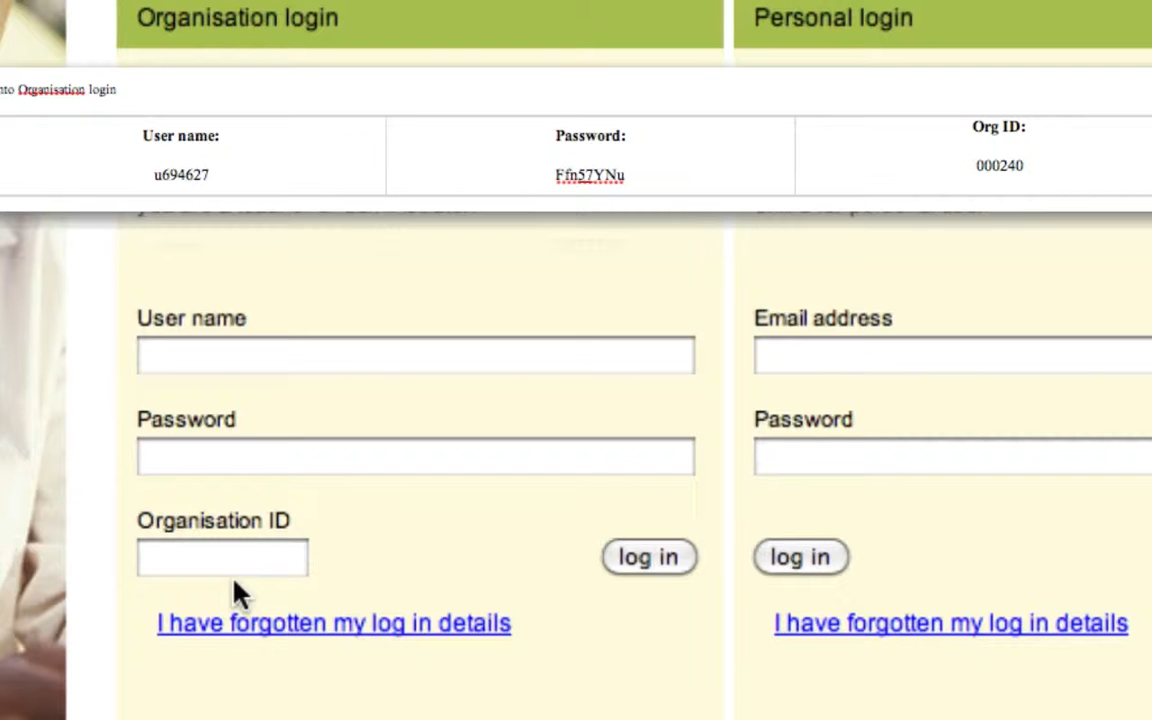 Organisation login
Personal login
Organisation login
User name:
Password:
Org ID:
u694627
Ffn57YNu
000240
User name
Email address
Password
Password
Organisation ID
log in
log in
I have forgotten my log in details
I have forgotten my log in details